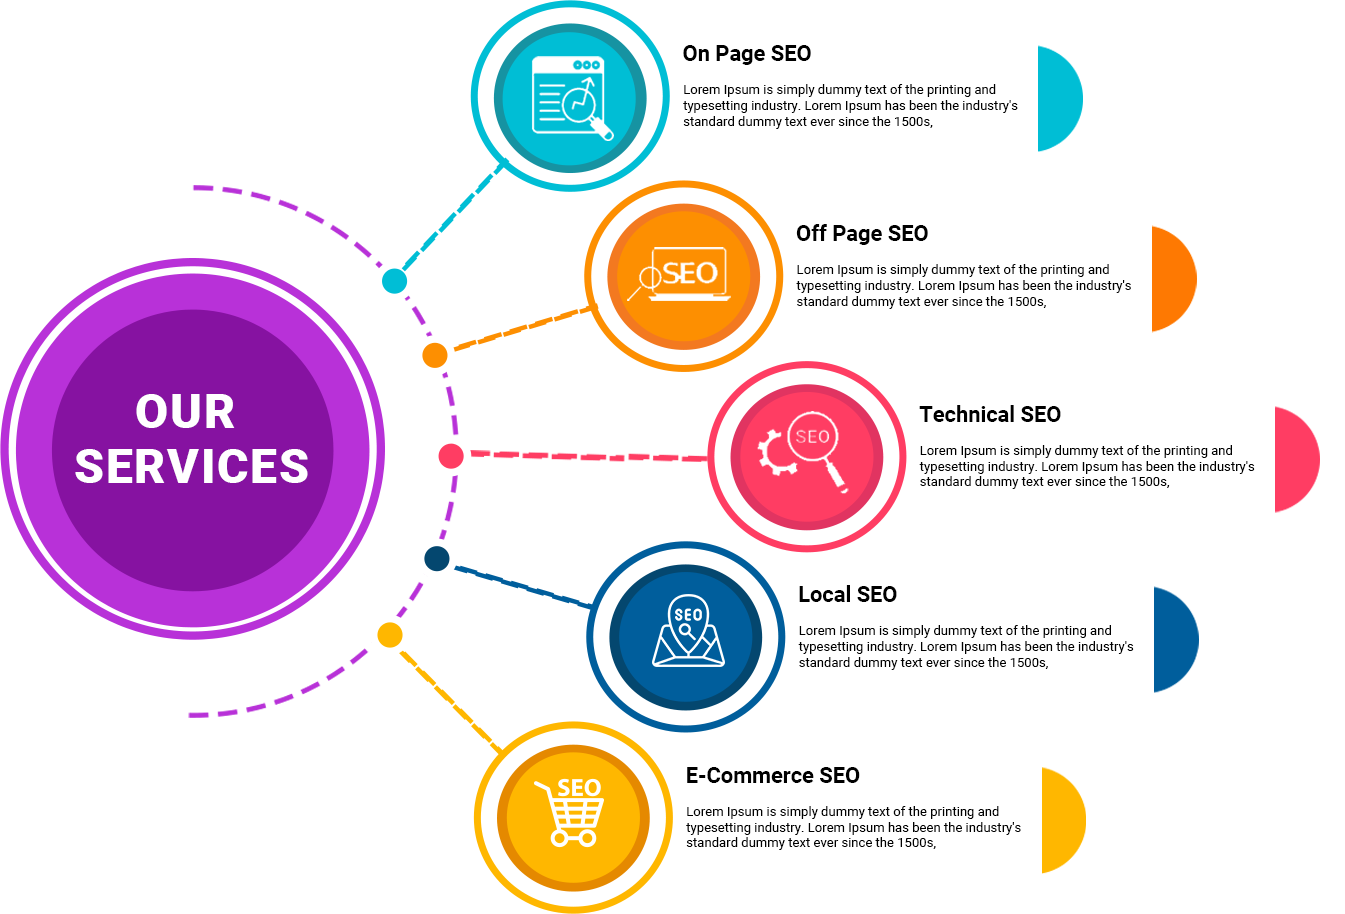 OUR
SERVICES
On Page SEO
Lorem Ipsum is simply dummy text of the printing and
typesetting industry. Lorem Ipsum has been the industry's
standard dummy text ever since the 1500s,
SEO
Off Page SEO
Lorem Ipsum is simply dummy text of the printing and
typesetting industry. Lorem Ipsum has been the industry's
standard dummy text ever since the 1500s,
SEO
Technical SEO
Lorem Ipsum is simply dummy text of the printing and
typesetting industry. Lorem Ipsum has been the industry's
standard dummy text ever since the 1500s,
SEO
Local SEO
Lorem Ipsum is simply dummy text of the printing and
typesetting industry. Lorem Ipsum has been the industry's
standard dummy text ever since the 1500s,
SEO
E-Commerce SEO
Lorem Ipsum is simply dummy text of the printing and
typesetting industry. Lorem Ipsum has been the industry's
standard dummy text ever since the 1500s,